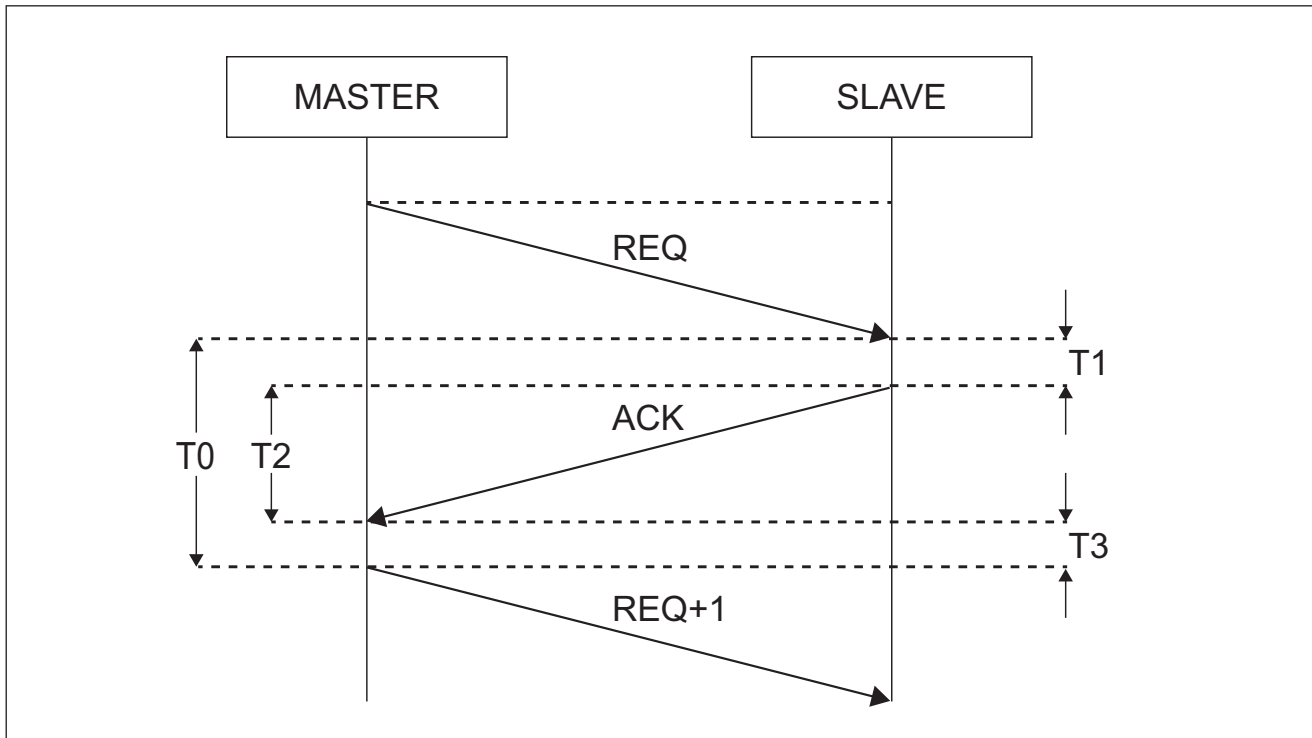 MASTER
SLAVE
REQ
T1
ACK
T0
T2
T3
REQ+1